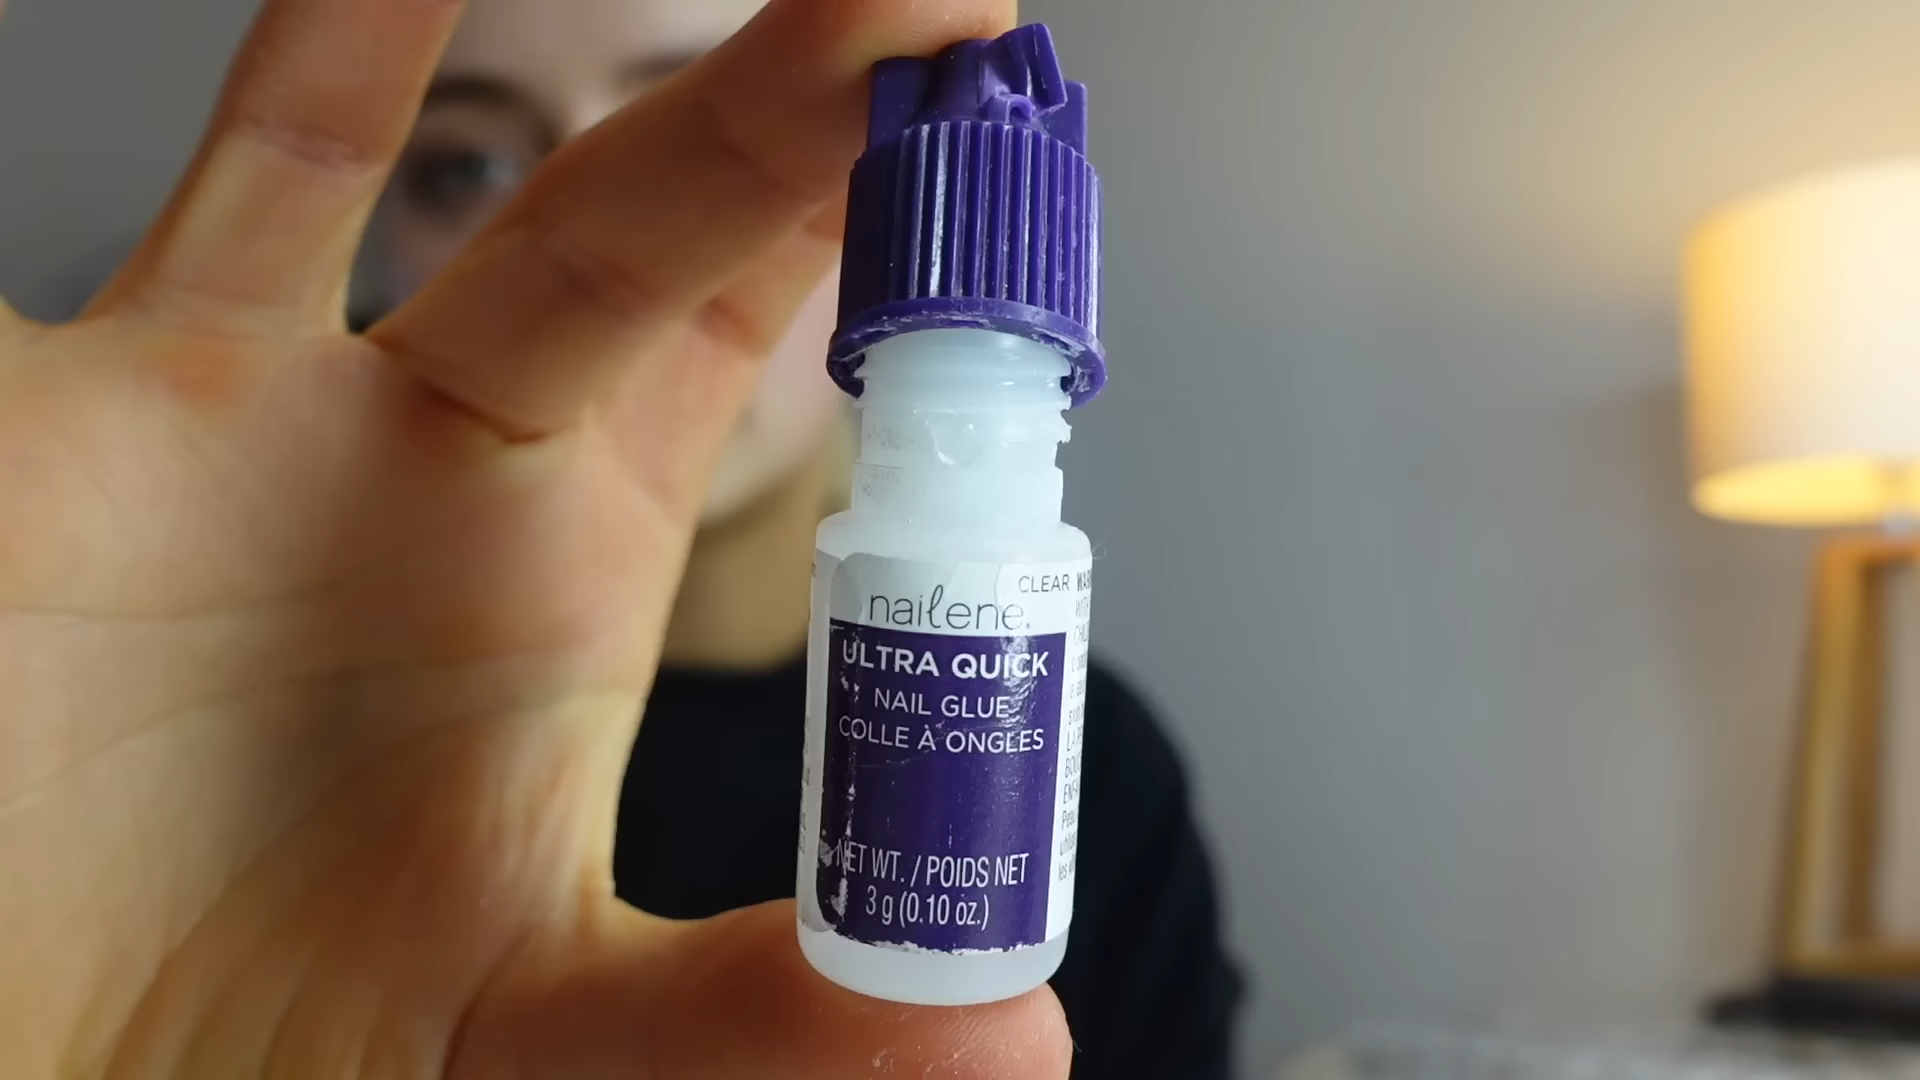 CLEAR
nailene®
ULTRA QUICK
NAIL GLUE
COLLE À ONGLES
NET WT. / POIDS NET
3 g (0.10 oz.)